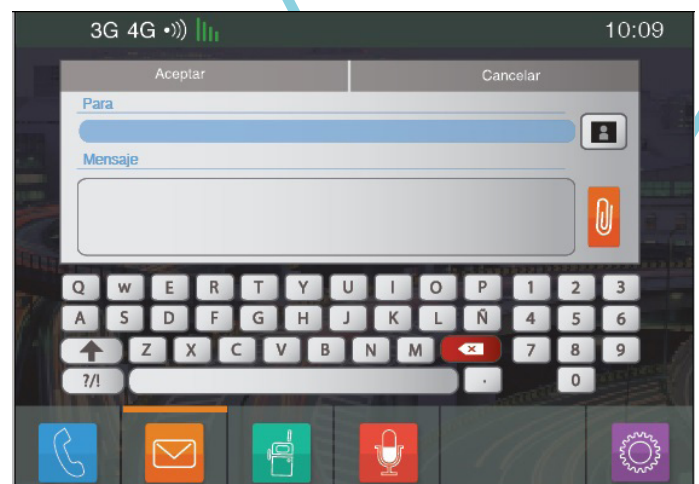 3G 4G 10:09
Aceptar Cancelar
Para
Mensaje
Q w E R T Y U I O P 1 2 3
A S D F G H J K L Ñ 4 5 6
Z X C V B N M 7 8 9
?/! . 0